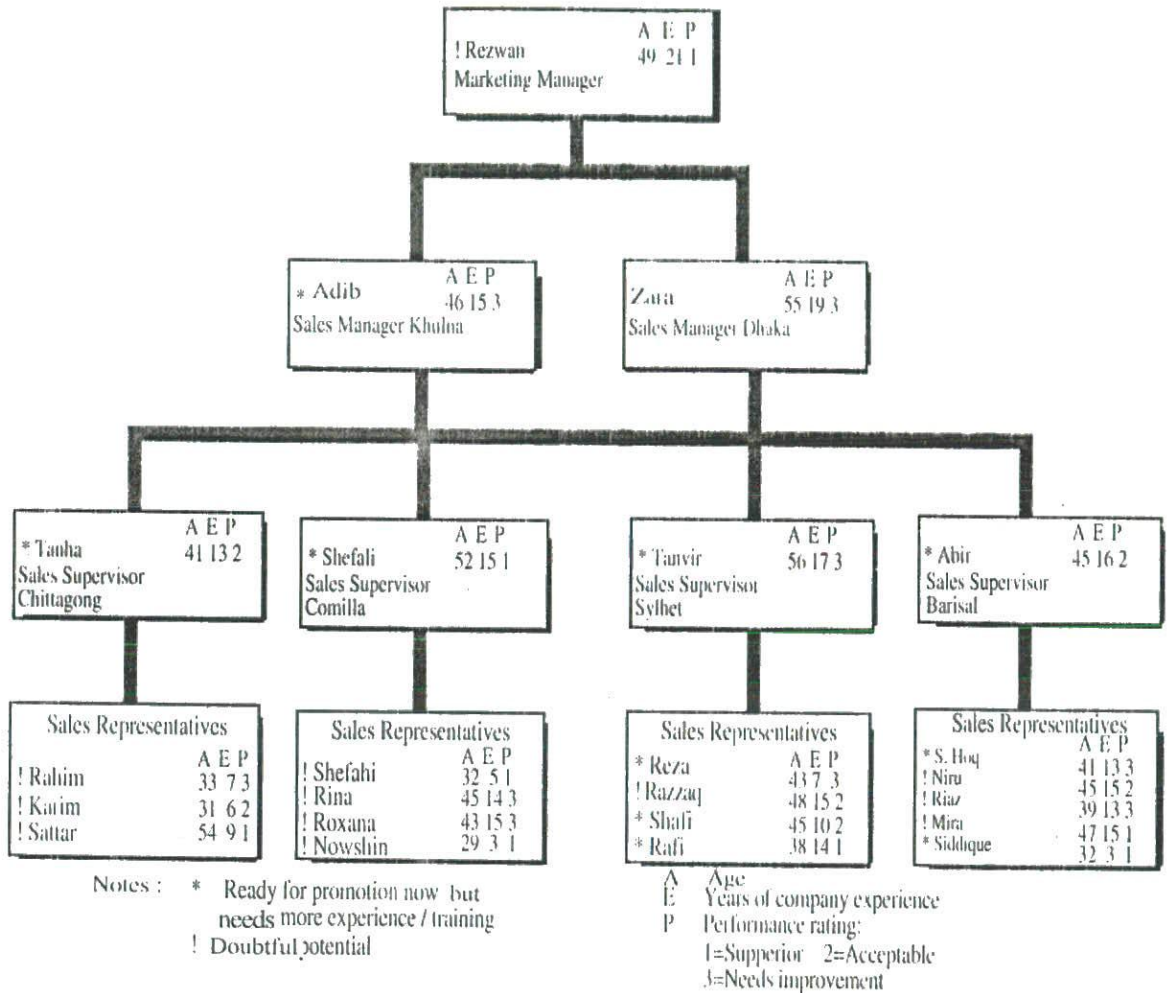 A E P
! Rezwan 49 21 1
Marketing Manager
A E P
* Adib 46 15 3
Sales Manager Khulna
A E P
Zara 55 19 3
Sales Manager Dhaka
A E P
* Tanha 41 13 2
Sales Supervisor
Chittagong
A E P
* Shefali 52 15 1
Sales Supervisor
Comilla
A E P
* Tanvir 56 17 3
Sales Supervisor
Sylhet
A E P
* Abir 45 16 2
Sales Supervisor
Barisal
Sales Representatives
A E P
! Rahim 33 7 3
! Karim 31 6 2
! Sattar 54 9 1
Sales Representatives
A E P
! Shefahi 32 5 1
! Rina 45 14 3
! Roxana 43 15 3
! Nowshin 29 3 1
Sales Representatives
A E P
* Reza 43 7 3
! Razzaq 48 15 2
* Shafi 45 10 2
* Rafi 38 14 1
Sales Representatives
A E P
* S. Hoq 41 13 3
! Niru 45 15 2
! Riaz 39 13 3
! Mira 47 15 1
* Siddique 32 3 1
Notes : * Ready for promotion now but
needs more experience / training
! Doubtful potential
A Age
E Years of company experience
P Performance rating:
1=Supperior 2=Acceptable
3=Needs improvement